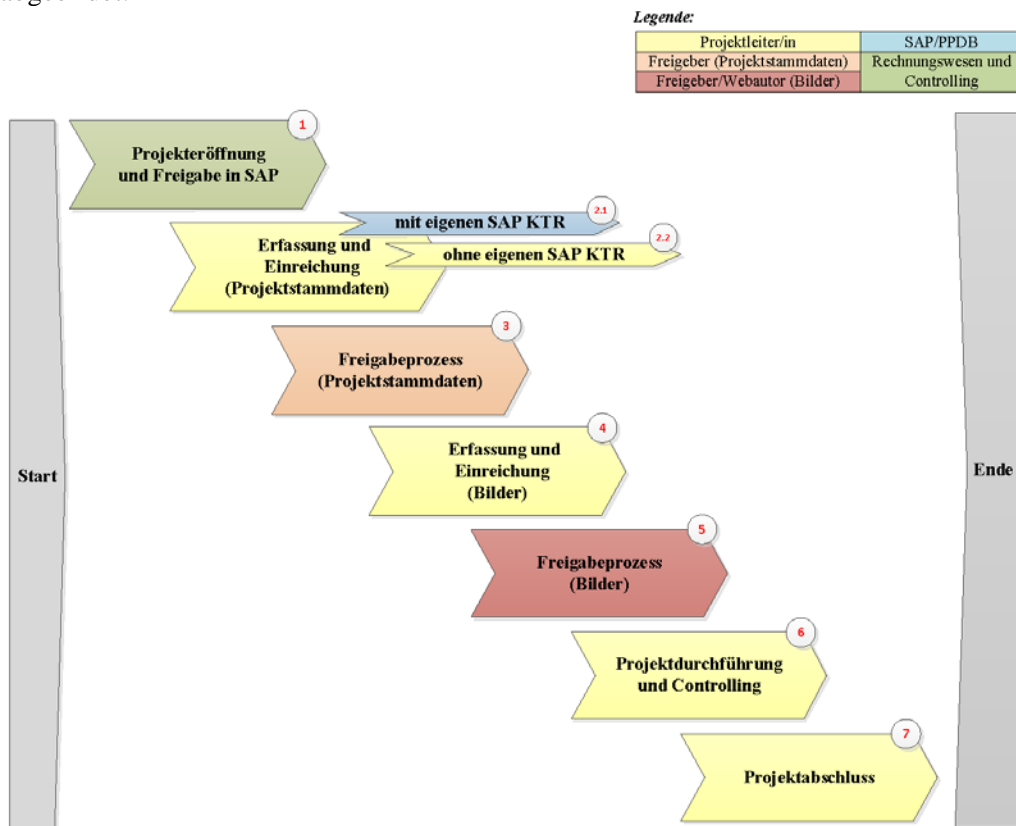 Legende:
Projektleiter/in SAP/PPDB
Freigeber (Projektstammdaten) Rechnungswesen und
Freigeber/Webautor (Bilder) Controlling
1
Projekteröffnung
und Freigabe in SAP
2.1
mit eigenen SAP KTR
2.2
ohne eigenen SAP KTR
Erfassung und
Einreichung
(Projektstammdaten)
3
Freigabeprozess
(Projektstammdaten)
4
Erfassung und
Einreichung
(Bilder)
Start
Ende
5
Freigabeprozess
(Bilder)
6
Projektdurchführung
und Controlling
7
Projektabschluss